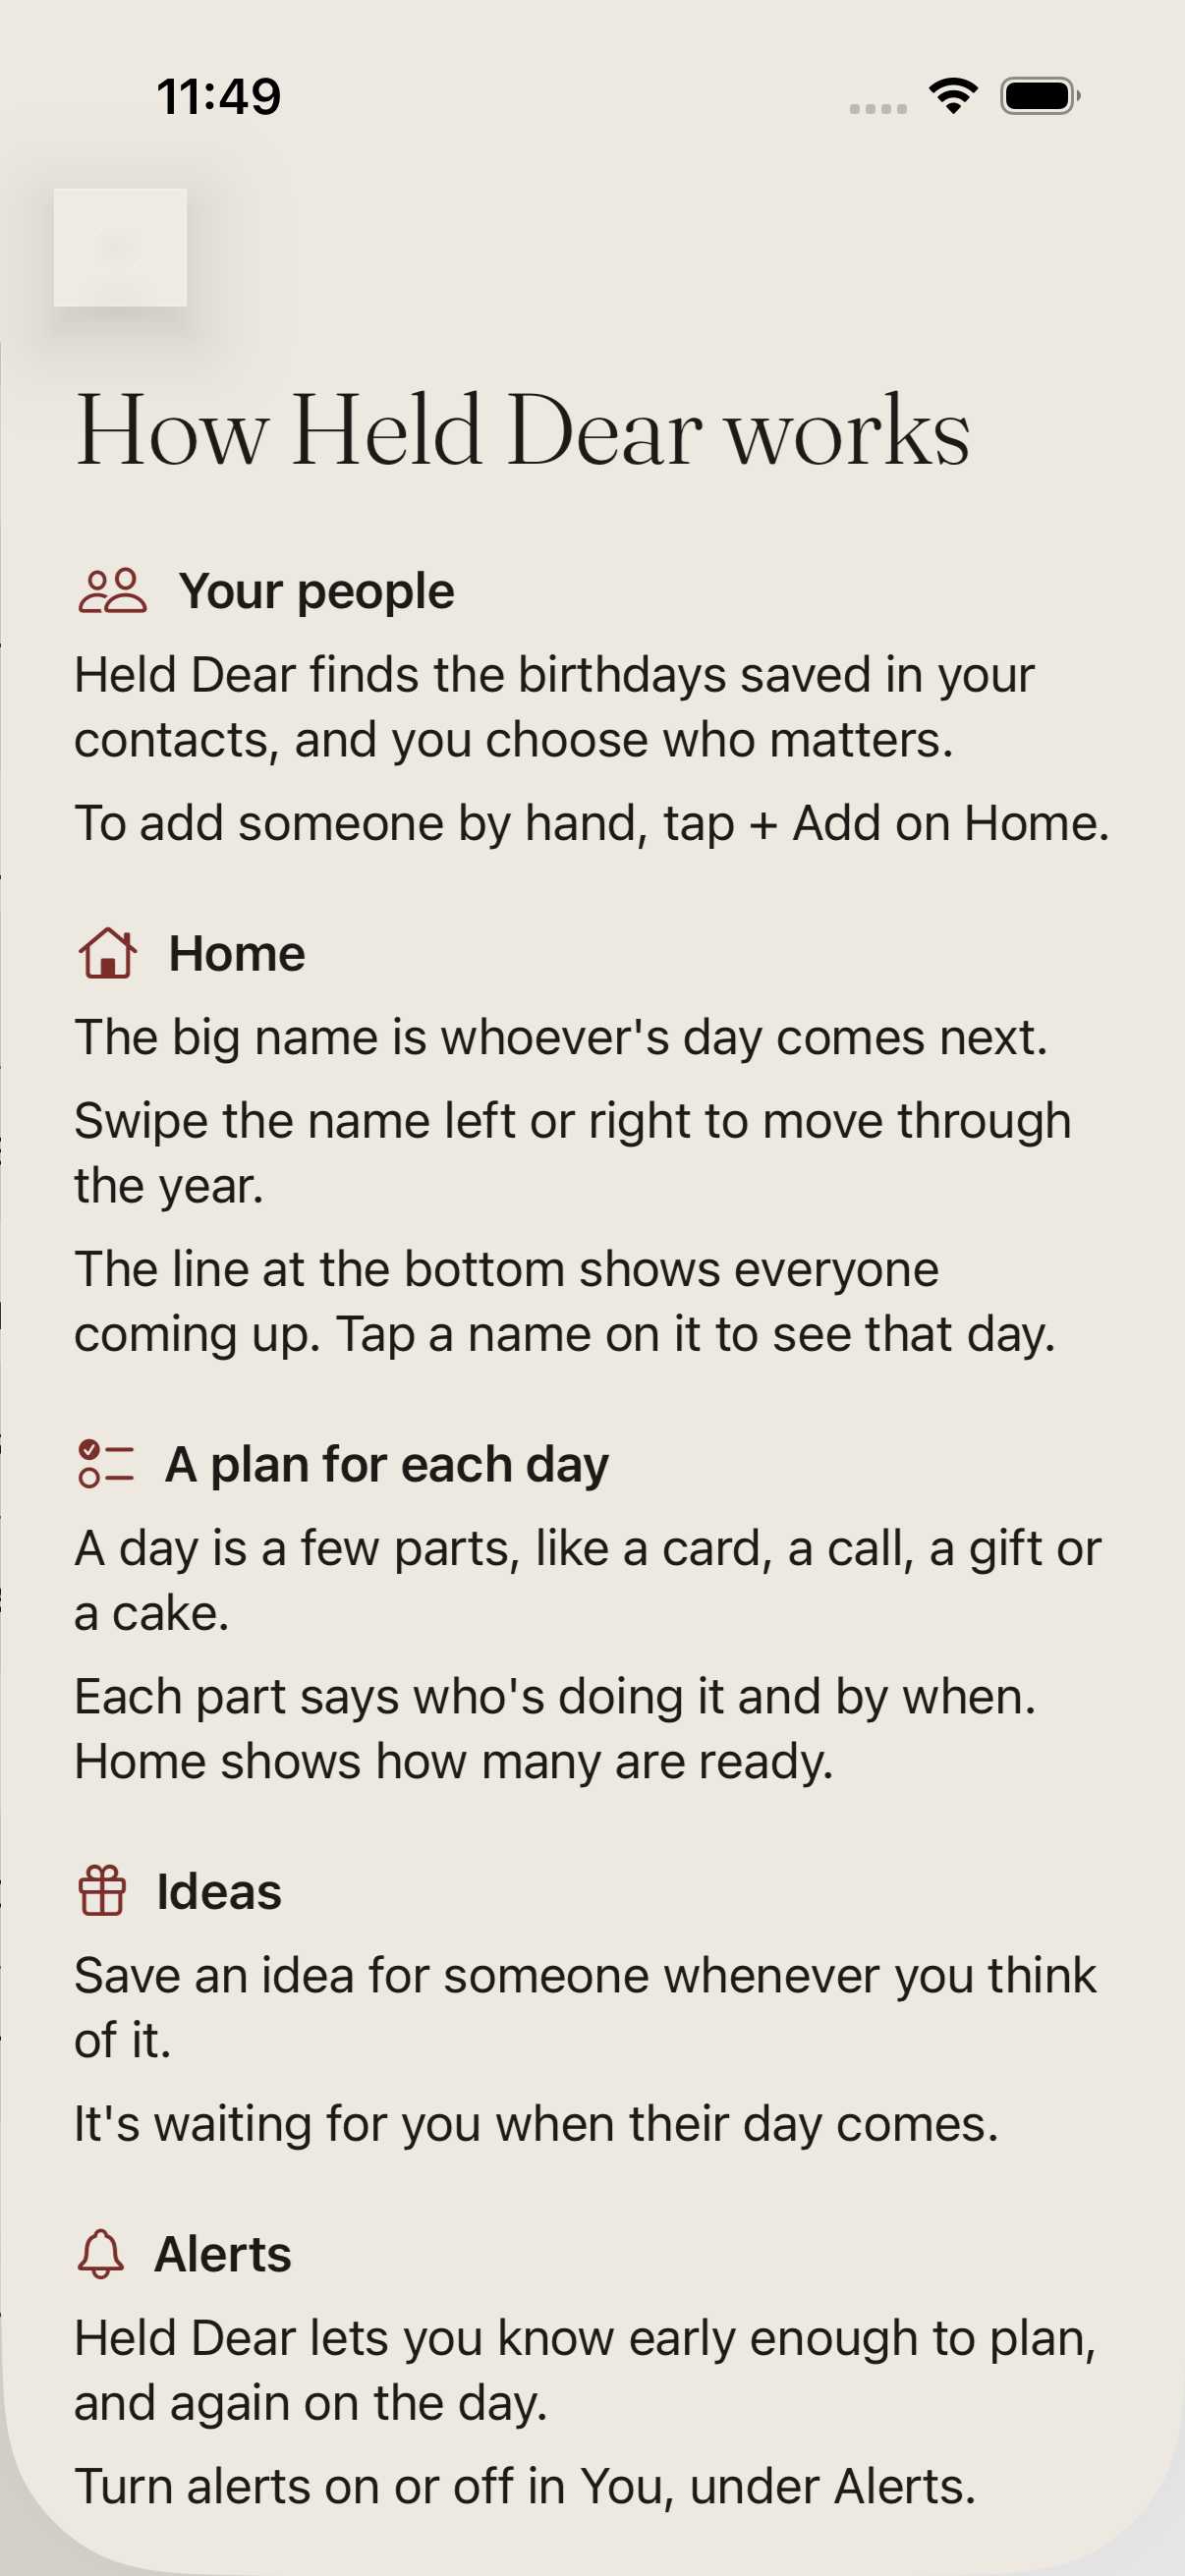 11:49
How Held Dear works
Your people
Held Dear finds the birthdays saved in your
contacts, and you choose who matters.
To add someone by hand, tap + Add on Home.
Home
The big name is whoever's day comes next.
Swipe the name left or right to move through
the year.
The line at the bottom shows everyone
coming up. Tap a name on it to see that day.
A plan for each day
A day is a few parts, like a card, a call, a gift or
a cake.
Each part says who's doing it and by when.
Home shows how many are ready.
Ideas
Save an idea for someone whenever you think
of it.
It's waiting for you when their day comes.
Alerts
Held Dear lets you know early enough to plan,
and again on the day.
Turn alerts on or off in You, under Alerts.